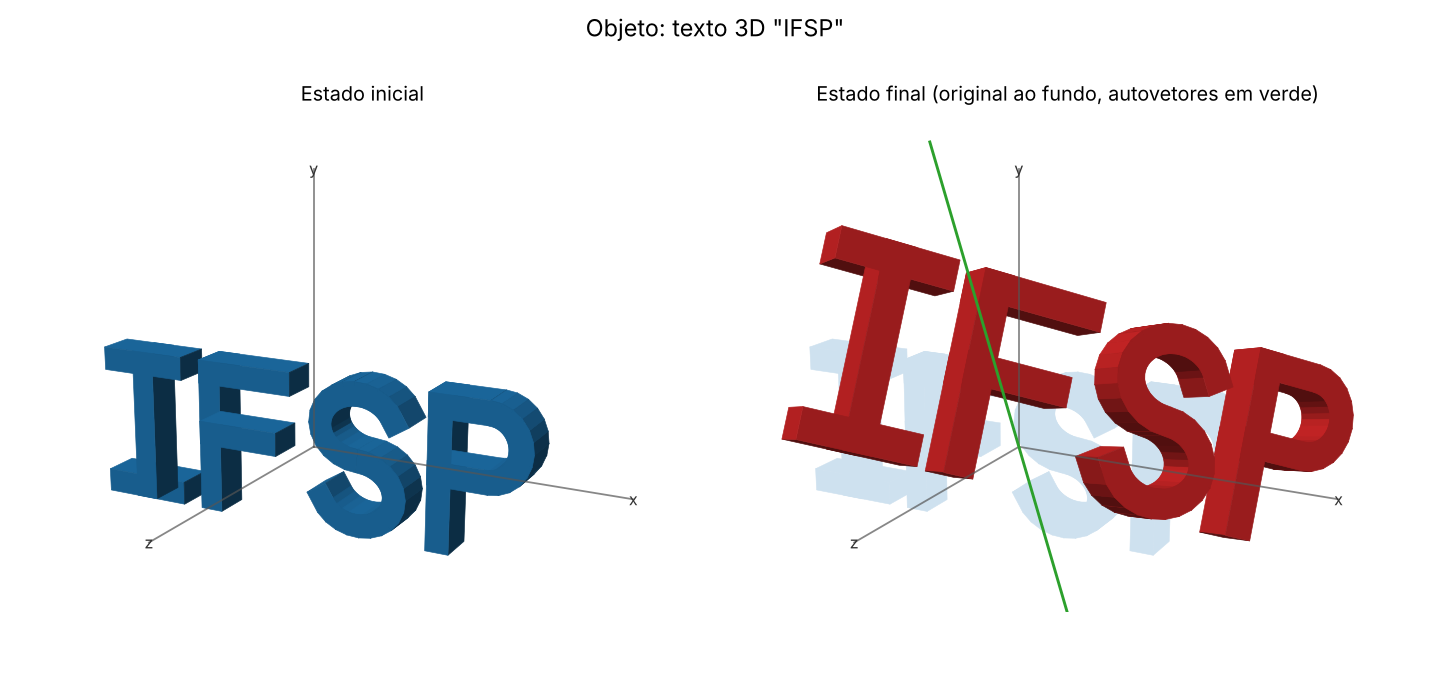 Objeto: texto 3D "IFSP"
Estado inicial
Estado final (original ao fundo, autovetores em verde)
y
y
IFSP
IFSP
x
x
z
z